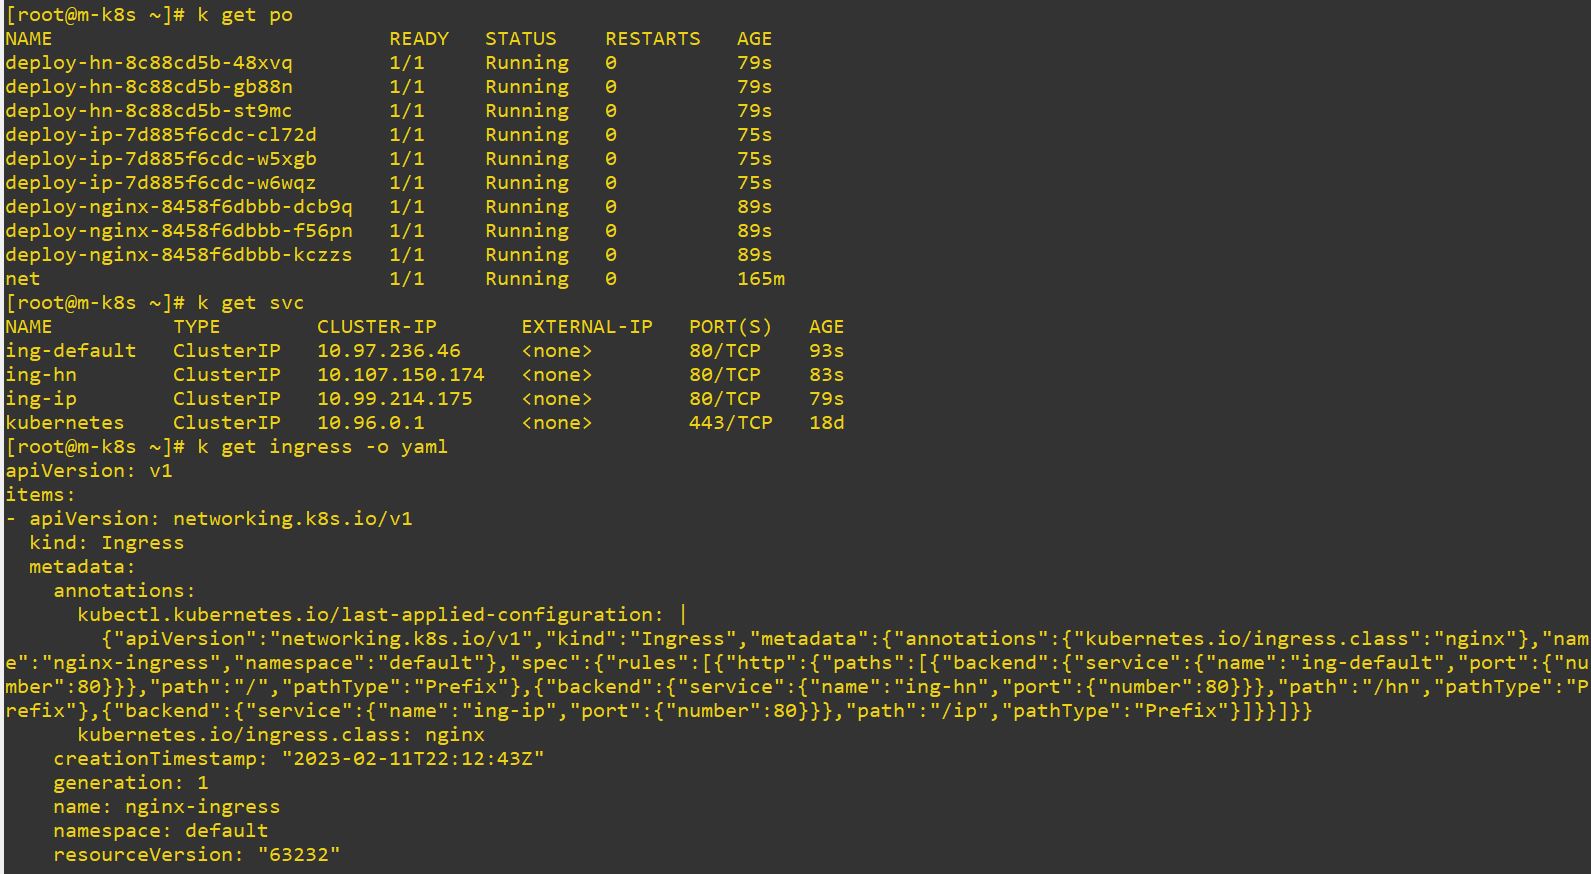 [root@m-k8s ~]# k get po
NAME                            READY   STATUS    RESTARTS   AGE
deploy-hn-8c88cd5b-48xvq        1/1     Running   0          79s
deploy-hn-8c88cd5b-gb88n        1/1     Running   0          79s
deploy-hn-8c88cd5b-st9mc        1/1     Running   0          79s
deploy-ip-7d885f6cdc-cl72d      1/1     Running   0          75s
deploy-ip-7d885f6cdc-w5xgb      1/1     Running   0          75s
deploy-ip-7d885f6cdc-w6wqz      1/1     Running   0          75s
deploy-nginx-8458f6dbbb-dcb9q   1/1     Running   0          89s
deploy-nginx-8458f6dbbb-f56pn   1/1     Running   0          89s
deploy-nginx-8458f6dbbb-kczzs   1/1     Running   0          89s
net                             1/1     Running   0          165m
[root@m-k8s ~]# k get svc
NAME          TYPE        CLUSTER-IP       EXTERNAL-IP   PORT(S)   AGE
ing-default   ClusterIP   10.97.236.46     <none>        80/TCP    93s
ing-hn        ClusterIP   10.107.150.174   <none>        80/TCP    83s
ing-ip        ClusterIP   10.99.214.175    <none>        80/TCP    79s
kubernetes    ClusterIP   10.96.0.1        <none>        443/TCP   18d
[root@m-k8s ~]# k get ingress -o yaml
apiVersion: v1
items:
- apiVersion: networking.k8s.io/v1
  kind: Ingress
  metadata:
    annotations:
      kubectl.kubernetes.io/last-applied-configuration: |
        {"apiVersion":"networking.k8s.io/v1","kind":"Ingress","metadata":{"annotations":{"kubernetes.io/ingress.class":"nginx"},"nam
e":"nginx-ingress","namespace":"default"},"spec":{"rules":[{"http":{"paths":[{"backend":{"service":{"name":"ing-default","port":{"nu
mber":80}}},"path":"/","pathType":"Prefix"},{"backend":{"service":{"name":"ing-hn","port":{"number":80}}},"path":"/hn","pathType":"P
refix"},{"backend":{"service":{"name":"ing-ip","port":{"number":80}}},"path":"/ip","pathType":"Prefix"}]}}]}}
      kubernetes.io/ingress.class: nginx
    creationTimestamp: "2023-02-11T22:12:43Z"
    generation: 1
    name: nginx-ingress
    namespace: default
    resourceVersion: "63232"